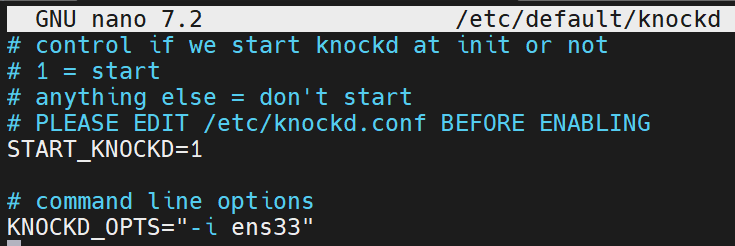 GNU nano 7.2 /etc/default/knockd
# control if we start knockd at init or not
# 1 = start
# anything else = don't start
# PLEASE EDIT /etc/knockd.conf BEFORE ENABLING
START_KNOCKD=1
# command line options
KNOCKD_OPTS="-i ens33"